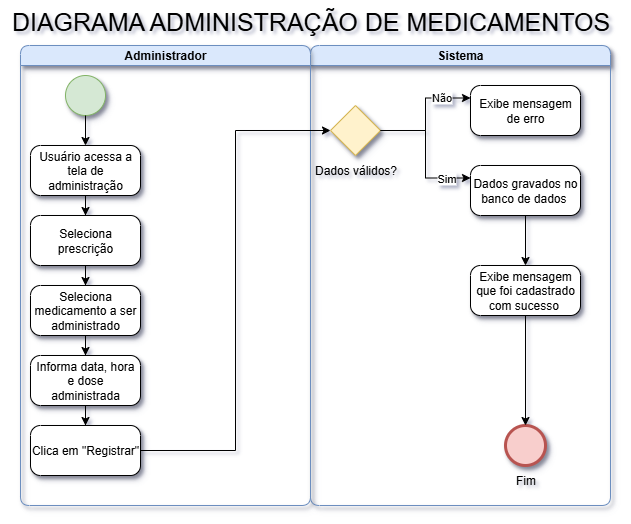 DIAGRAMA ADMINISTRAÇÃO DE MEDICAMENTOS
Administrador
Usuário acessa a
tela de
administração
Seleciona
prescrição
Seleciona
medicamento a ser
administrado
Informa data, hora
e dose
administrada
Clica em "Registrar"
Sistema
Dados válidos?
Não
Exibe mensagem
de erro
Sim
Dados gravados no
banco de dados
Exibe mensagem
que foi cadastrado
com sucesso
Fim